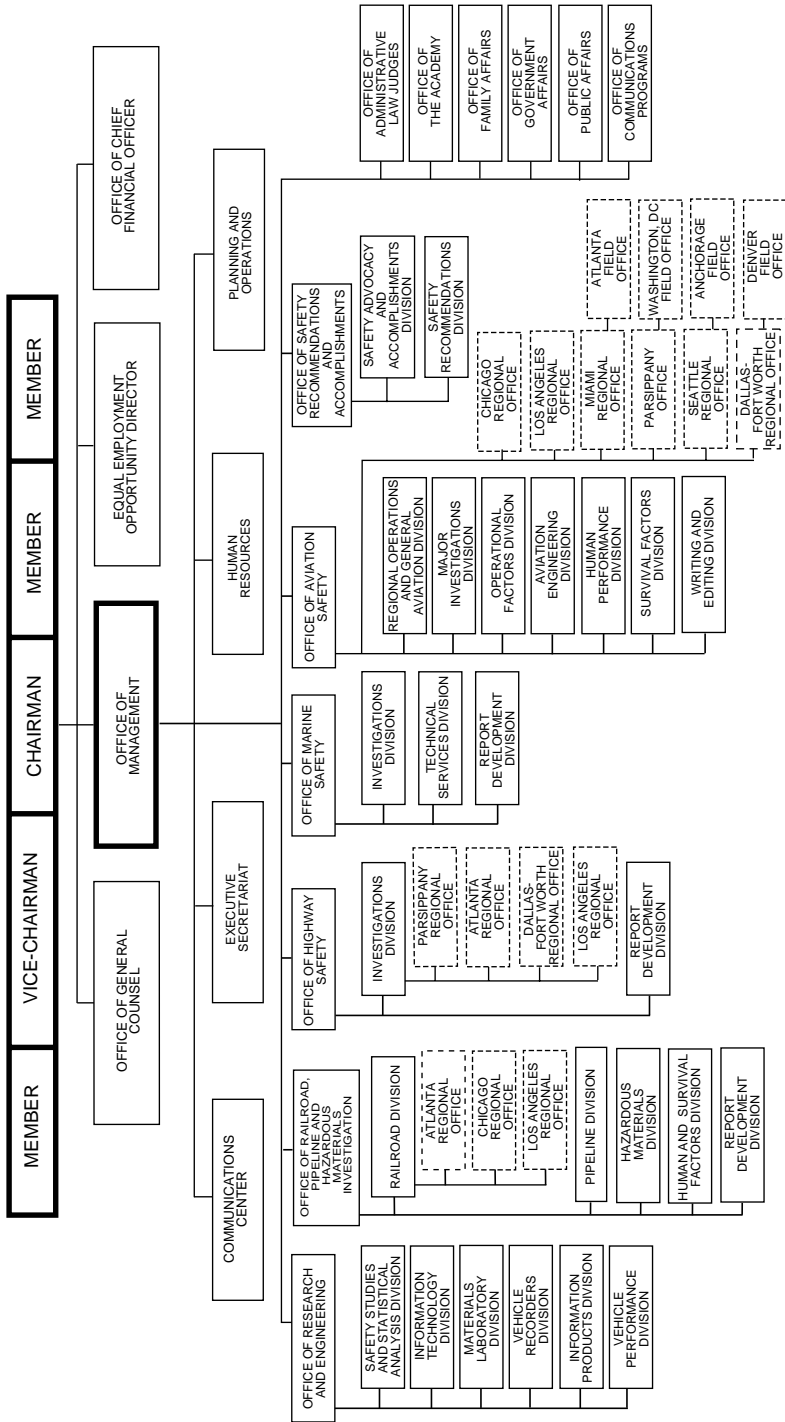 MEMBER
VICE-CHAIRMAN
CHAIRMAN
MEMBER
MEMBER
OFFICE OF GENERAL
COUNSEL
OFFICE OF
MANAGEMENT
EQUAL EMPLOYMENT
OPPORTUNITY DIRECTOR
OFFICE OF CHIEF
FINANCIAL OFFICER
COMMUNICATIONS
CENTER
EXECUTIVE
SECRETARIAT
HUMAN
RESOURCES
PLANNING AND
OPERATIONS
OFFICE OF RESEARCH
AND ENGINEERING
SAFETY STUDIES
AND STATISTICAL
ANALYSIS DIVISION
INFORMATION
TECHNOLOGY
DIVISION
MATERIALS
LABORATORY
DIVISION
VEHICLE
RECORDERS
DIVISION
INFORMATION
PRODUCTS DIVISION
VEHICLE
PERFORMANCE
DIVISION
OFFICE OF RAILROAD,
PIPELINE AND
HAZARDOUS
MATERIALS
INVESTIGATION
RAILROAD DIVISION
ATLANTA
REGIONAL
OFFICE
CHICAGO
REGIONAL
OFFICE
LOS ANGELES
REGIONAL
OFFICE
PIPELINE DIVISION
HAZARDOUS
MATERIALS
DIVISION
HUMAN AND SURVIVAL
FACTORS DIVISION
REPORT
DEVELOPMENT
DIVISION
OFFICE OF HIGHWAY
SAFETY
INVESTIGATIONS
DIVISION
PARSIPPANY
REGIONAL
OFFICE
ATLANTA
REGIONAL
OFFICE
DALLAS-
FORT WORTH
REGIONAL OFFICE
LOS ANGELES
REGIONAL
OFFICE
REPORT
DEVELOPMENT
DIVISION
OFFICE OF MARINE
SAFETY
INVESTIGATIONS
DIVISION
TECHNICAL
SERVICES DIVISION
REPORT
DEVELOPMENT
DIVISION
OFFICE OF AVIATION
SAFETY
REGIONAL OPERATIONS
AND GENERAL
AVIATION DIVISION
MAJOR
INVESTIGATIONS
DIVISION
OPERATIONAL
FACTORS DIVISION
AVIATION
ENGINEERING
DIVISION
HUMAN
PERFORMANCE
DIVISION
SURVIVAL FACTORS
DIVISION
WRITING AND
EDITING DIVISION
CHICAGO
REGIONAL
OFFICE
LOS ANGELES
REGIONAL
OFFICE
MIAMI
REGIONAL
OFFICE
PARSIPPANY
OFFICE
SEATTLE
REGIONAL
OFFICE
DALLAS-
FORT WORTH
REGIONAL OFFICE
ATLANTA
FIELD
OFFICE
WASHINGTON, DC
FIELD OFFICE
ANCHORAGE
FIELD
OFFICE
DENVER
FIELD
OFFICE
OFFICE OF SAFETY
RECOMMENDATIONS
AND
ACCOMPLISHMENTS
SAFETY ADVOCACY
AND
ACCOMPLISHMENTS
DIVISION
SAFETY
RECOMMENDATIONS
DIVISION
OFFICE OF
ADMINISTRATIVE
LAW JUDGES
OFFICE OF
THE ACADEMY
OFFICE OF
FAMILY AFFAIRS
OFFICE OF
GOVERNMENT
AFFAIRS
OFFICE OF
PUBLIC AFFAIRS
OFFICE OF
COMMUNICATIONS
PROGRAMS